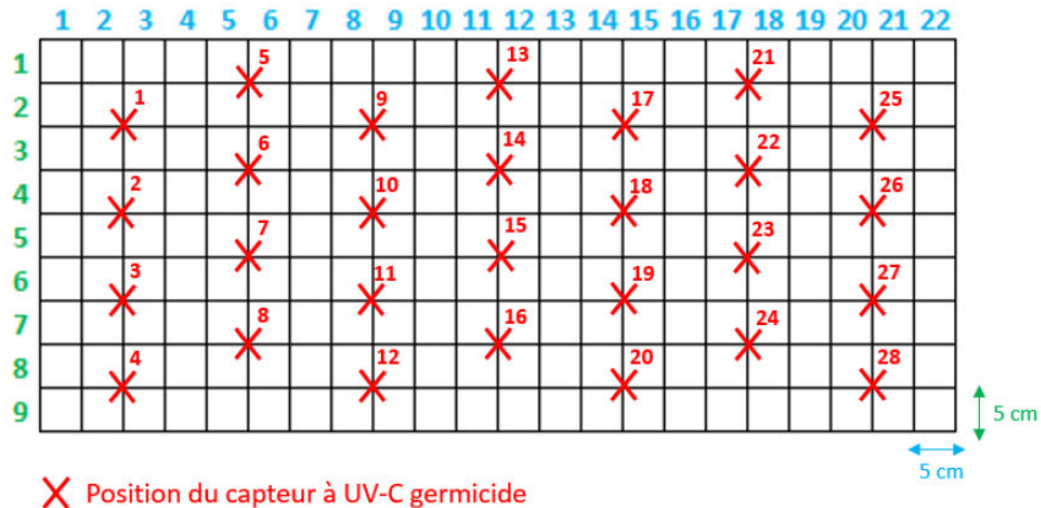 1 2 3 4 5 6 7 8 9 10 11 12 13 14 15 16 17 18 19 20 21 22
1 5 13 21
2 1 9 17 25
3 6 14 22
4 2 10 18 26
5 7 15 23
6 3 11 19 27
7 8 16 24
8 4 12 20 28
9 5 cm
5 cm
Position du capteur à UV-C germicide